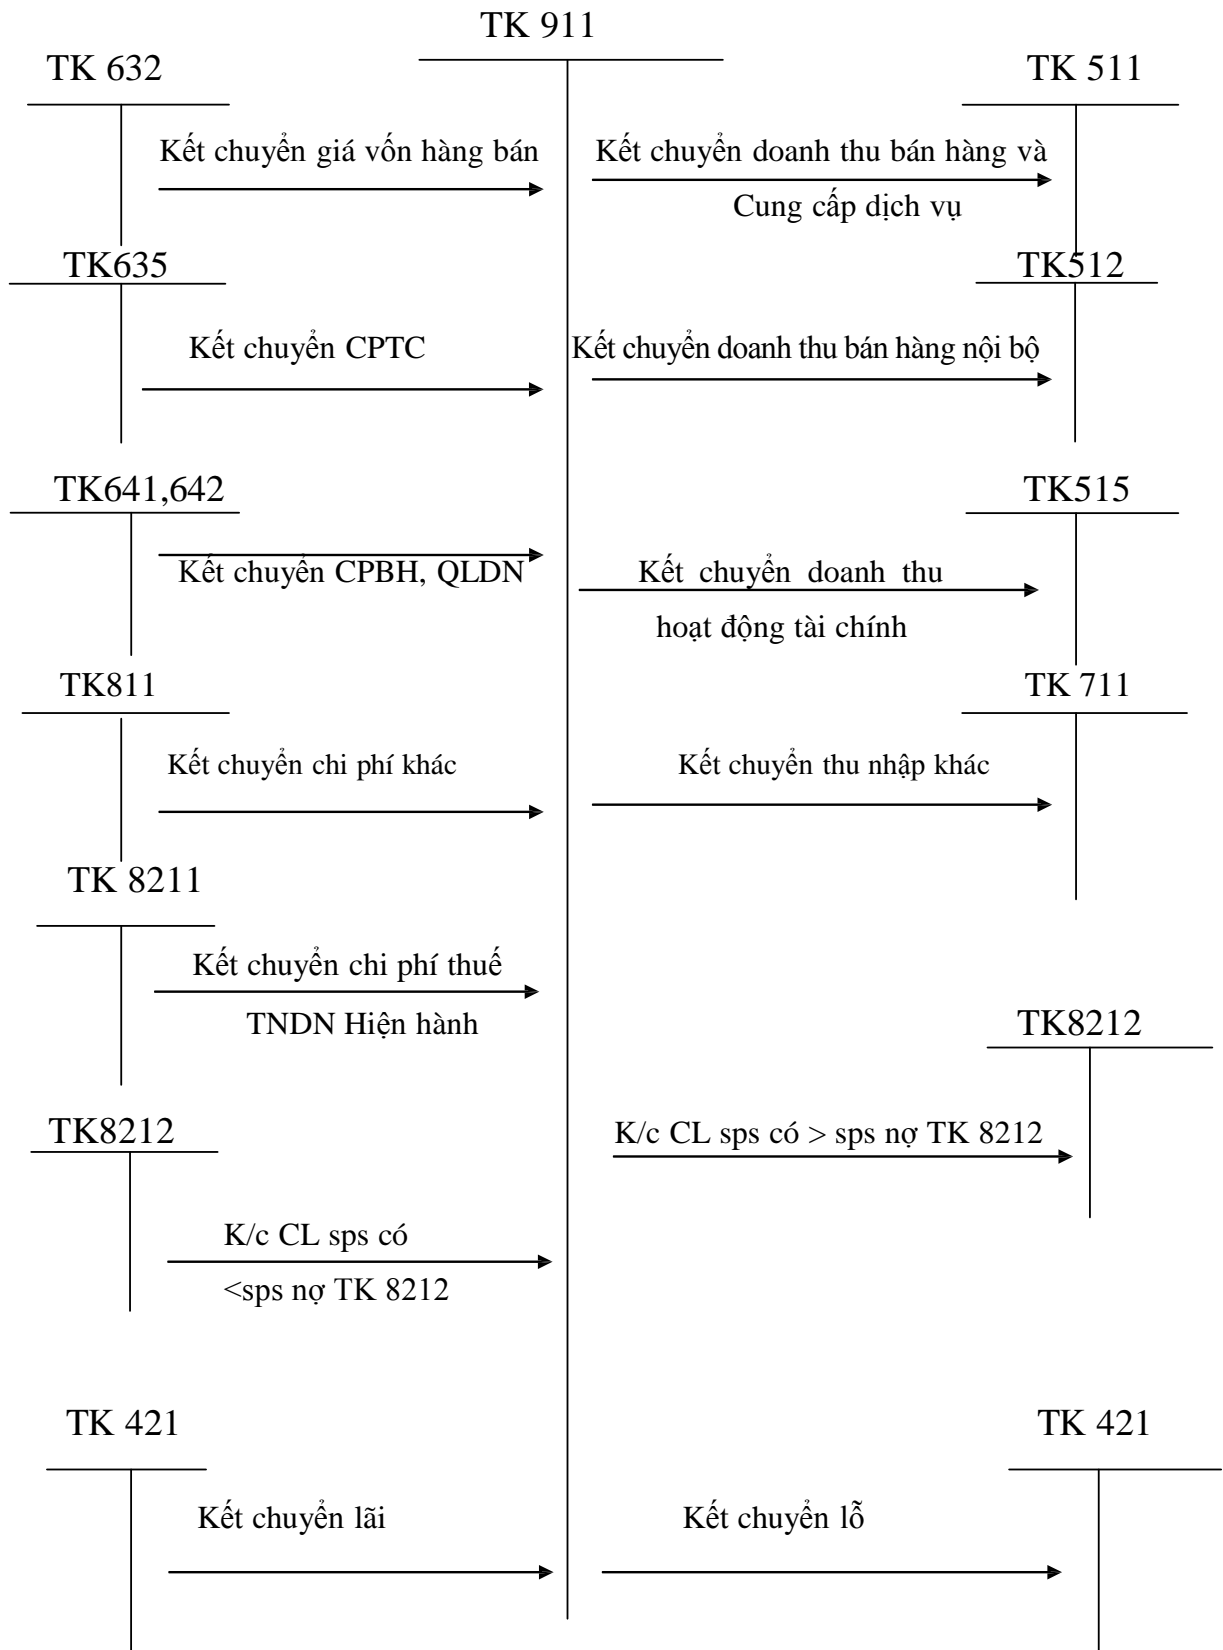 TK 911
TK 632
TK 511
Kết chuyển giá vốn hàng bán
Kết chuyển doanh thu bán hàng và
Cung cấp dịch vụ
TK635
TK512
Kết chuyển CPTC
Kết chuyển doanh thu bán hàng nội bộ
TK641,642
TK515
Kết chuyển CPBH, QLDN
Kết chuyển doanh thu
hoạt động tài chính
TK811
TK 711
Kết chuyển chi phí khác
Kết chuyển thu nhập khác
TK 8211
Kết chuyển chi phí thuế
TNDN Hiện hành
TK8212
TK8212
K/c CL sps có > sps nợ TK 8212
K/c CL sps có
<sps nợ TK 8212
TK 421
TK 421
Kết chuyển lãi
Kết chuyển lỗ